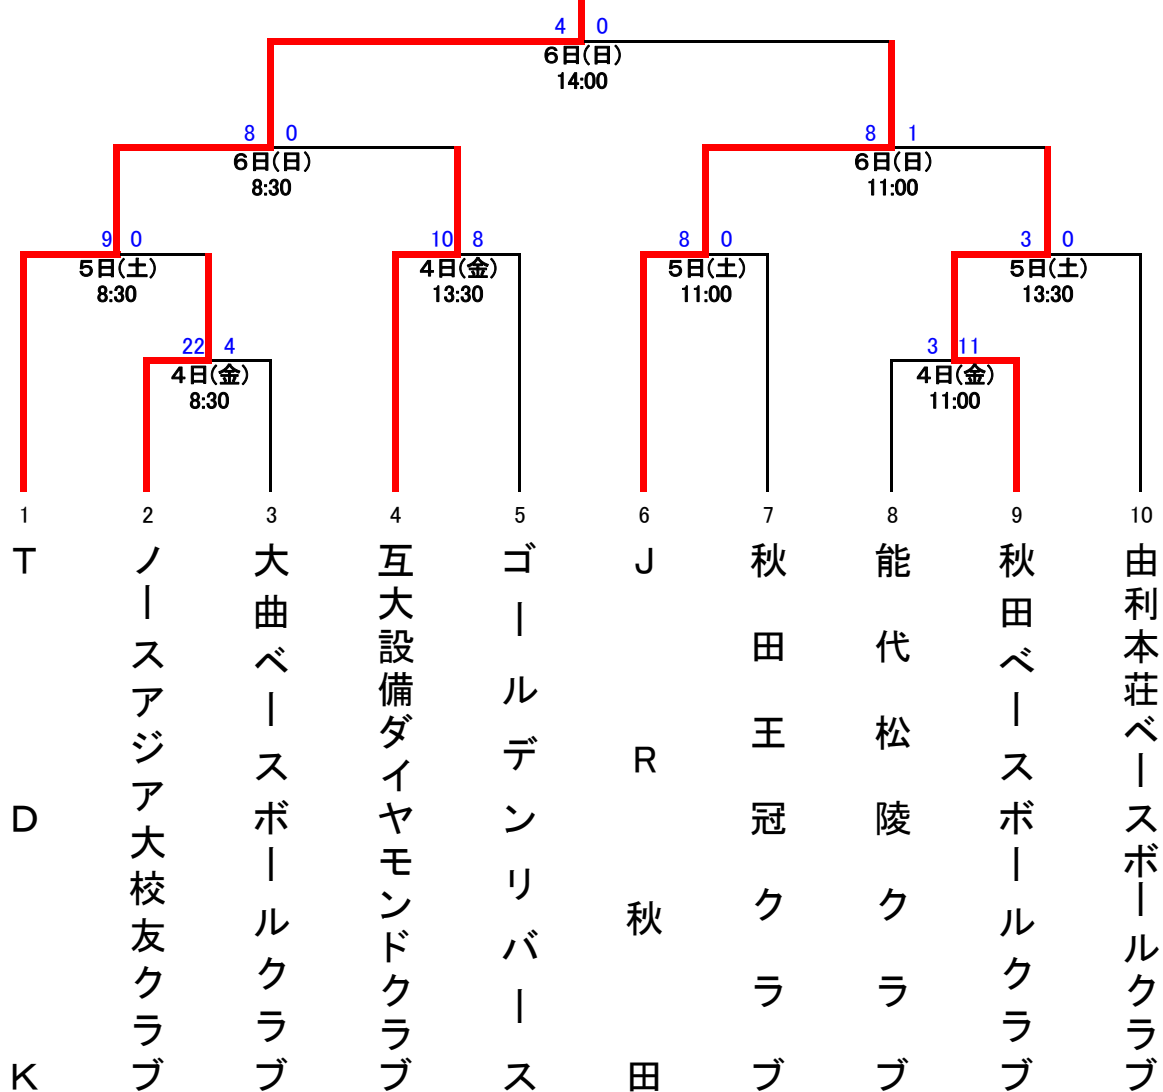 4 0
6日(日)
14:00
8 0
6日(日)
8:30
8 1
6日(日)
11:00
9 0
5日(土)
8:30
10 8
4日(金)
13:30
8 0
5日(土)
11:00
3 0
5日(土)
13:30
22 4
4日(金)
8:30
3 11
4日(金)
11:00
1
2
3
4
5
6
7
8
9
10
TDK
ノースアジア大校友クラブ
大曲ベースボールクラブ
互大設備ダイヤモンドクラブ
ゴールデンリバース
JR秋田
秋田王冠クラブ
能代松陵クラブ
秋田ベースボールクラブ
由利本荘ベースボールクラブ